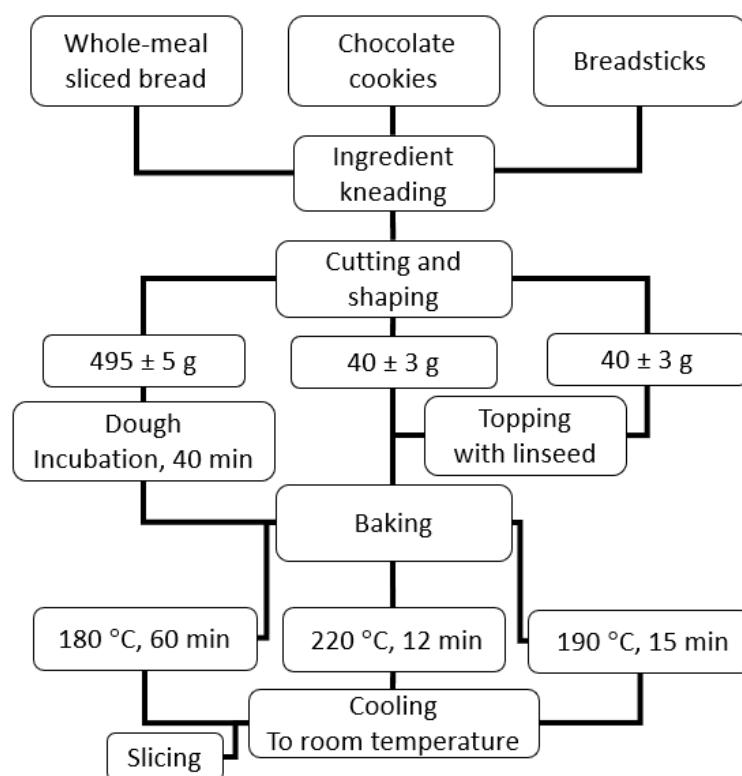 Whole-meal
sliced bread
Chocolate
cookies
Breadsticks
Ingredient
kneading
Cutting and
shaping
495 ± 5 g
40 ± 3 g
40 ± 3 g
Dough
Incubation, 40 min
Topping
with linseed
Baking
180 °C, 60 min
220 °C, 12 min
190 °C, 15 min
Cooling
To room temperature
Slicing